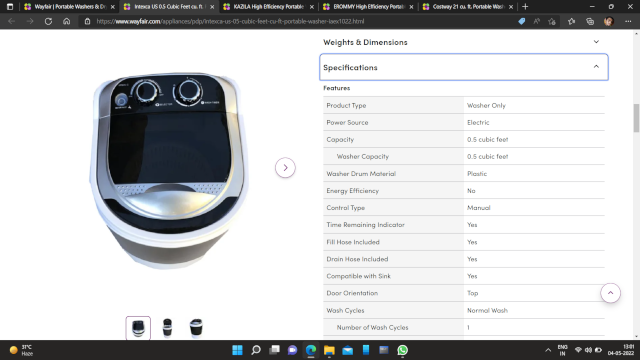 Wayfair | Portable Washers & D
Intexca US 0.5 Cubic Feet cu. ft.
KAZILA High Efficiency Portable
EROMMY High Efficiency Portable
Costway 21 cu. ft. Portable Wash
https://www.wayfair.com/appliances/pdp/intexca-us-05-cubic-feet-cu-ft-portable-washer-iaes1022.html
Weights & Dimensions
Specifications
Features
Product Type Washer Only
Power Source Electric
Capacity 0.5 cubic feet
Washer Capacity 0.5 cubic feet
Washer Drum Material Plastic
Energy Efficiency No
Control Type Manual
Time Remaining Indicator Yes
Fill Hose Included Yes
Drain Hose Included Yes
Compatible with Sink Yes
Door Orientation Top
Wash Cycles Normal Wash
Number of Wash Cycles 1
31°C
Haze
ENG
IN
13:01
04-05-2022